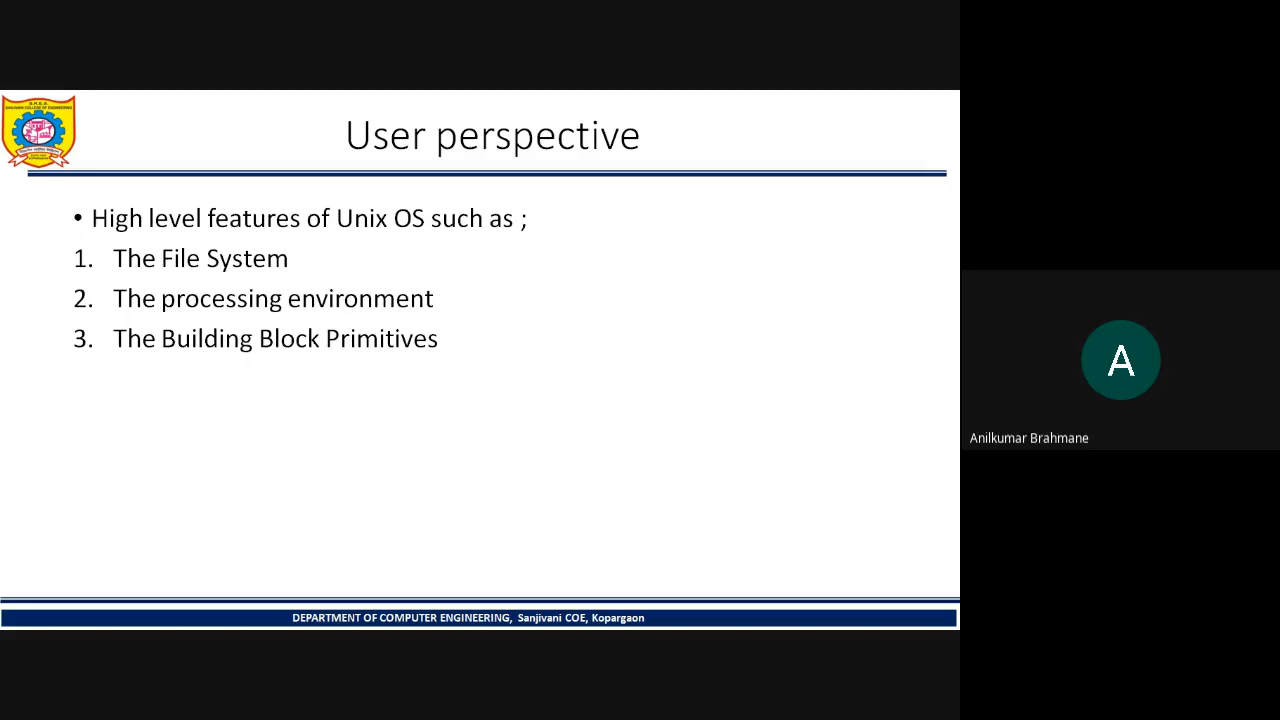 User perspective
• High level features of Unix OS such as ;
1. The File System
2. The processing environment
3. The Building Block Primitives
A
Anilkumar Brahmane
DEPARTMENT OF COMPUTER ENGINEERING, Sanjivani COE, Kopargaon